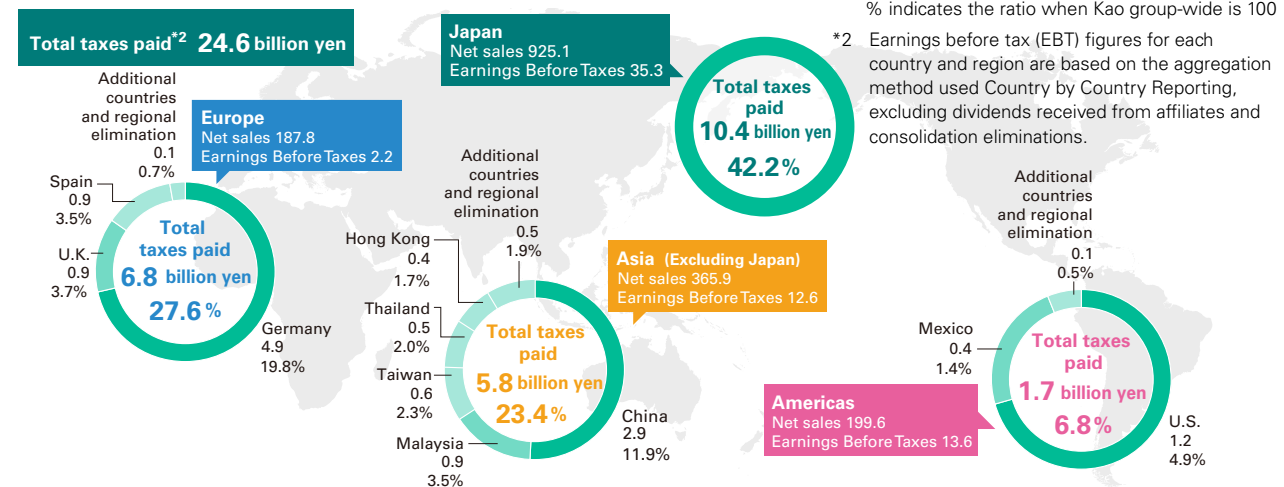 % indicates the ratio when Kao group-wide is 100
*2 Earnings before tax (EBT) figures for each
country and region are based on the aggregation
method used Country by Country Reporting,
excluding dividends received from affiliates and
consolidation eliminations.
Total taxes paid*2 24.6 billion yen
Japan
Net sales 925.1
Earnings Before Taxes 35.3
Total taxes
paid
10.4 billion yen
42.2%
Europe
Net sales 187.8
Earnings Before Taxes 2.2
Additional
countries
and regional
elimination
0.1
0.7%
Spain
0.9
3.5%
U.K.
0.9
3.7%
Total
taxes paid
6.8 billion yen
27.6%
Germany
4.9
19.8%
Asia (Excluding Japan)
Net sales 365.9
Earnings Before Taxes 12.6
Additional
countries
and regional
elimination
0.5
1.9%
Hong Kong
0.4
1.7%
Thailand
0.5
2.0%
Taiwan
0.6
2.3%
Malaysia
0.9
3.5%
Total taxes
paid
5.8 billion yen
23.4%
China
2.9
11.9%
Americas
Net sales 199.6
Earnings Before Taxes 13.6
Additional
countries
and regional
elimination
0.1
0.5%
Mexico
0.4
1.4%
Total taxes
paid
1.7 billion yen
6.8%
U.S.
1.2
4.9%